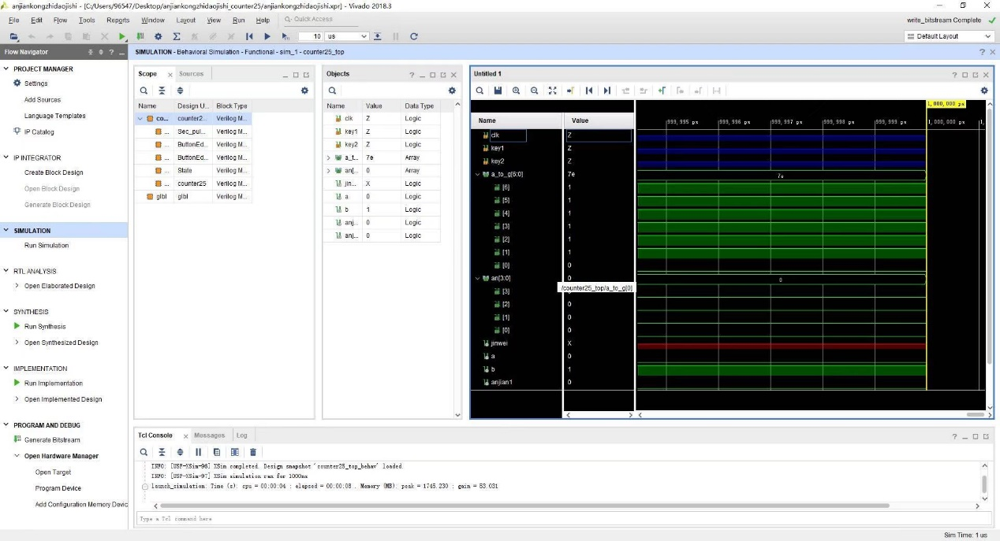 anjiankongzhidaojishi - [C:/Users/96547/Desktop/anjiankongzhidaojishi_counter25/anjiankongzhidaojishi.xpr] - Vivado 2018.3
File Edit Flow Tools Reports Window Layout View Run Help Quick Access
write_bitstream Complete
10 us
Default Layout
Flow Navigator
SIMULATION - Behavioral Simulation - Functional - sim_1 - counter25_top
PROJECT MANAGER
Settings
Add Sources
Language Templates
IP Catalog
IP INTEGRATOR
Create Block Design
Open Block Design
Generate Block Design
SIMULATION
Run Simulation
RTL ANALYSIS
Open Elaborated Design
SYNTHESIS
Run Synthesis
Open Synthesized Design
IMPLEMENTATION
Run Implementation
Open Implemented Design
PROGRAM AND DEBUG
Generate Bitstream
Open Hardware Manager
Open Target
Program Device
Add Configuration Memory Devic
Scope Sources
Name Design U... Block Type
co... counter2... Verilog M...
... Sec_pul... Verilog M...
... ButtonEd... Verilog M...
... ButtonEd... Verilog M...
... State Verilog M...
... counter25 Verilog M...
glbl glbl Verilog M...
Objects
Name Value Data Type
clk Z Logic
key1 Z Logic
key2 Z Logic
a_t... 7e Array
an[... 0 Array
jin... X Logic
a 0 Logic
b 1 Logic
anj... 0 Logic
anj... 0 Logic
Untitled 1
1,000,000 ps
Name Value
999,995 ps 999,996 ps 999,997 ps 999,998 ps 999,999 ps 1,000,000 ps 1,
clk Z
key1 Z
key2 Z
a_to_g[6:0] 7e 7e
[6] 1
[5] 1
[4] 1
[3] 1
[2] 1
[1] 1
[0] 0
an[3:0] 0 0
/counter25_top/a_to_g[0]
[3]
[2] 0
[1] 0
[0] 0
jinwei X
a 0
b 1
anjian1 0
Tcl Console Messages Log
INFO: [USF-XSim-96] XSim completed. Design snapshot 'counter25_top_behav' loaded.
INFO: [USF-XSim-97] XSim simulation ran for 1000ns
launch_simulation: Time (s): cpu = 00:00:04 ; elapsed = 00:00:08 . Memory (MB): peak = 1745.230 ; gain = 53.031
Type a Tcl command here
Sim Time: 1 us